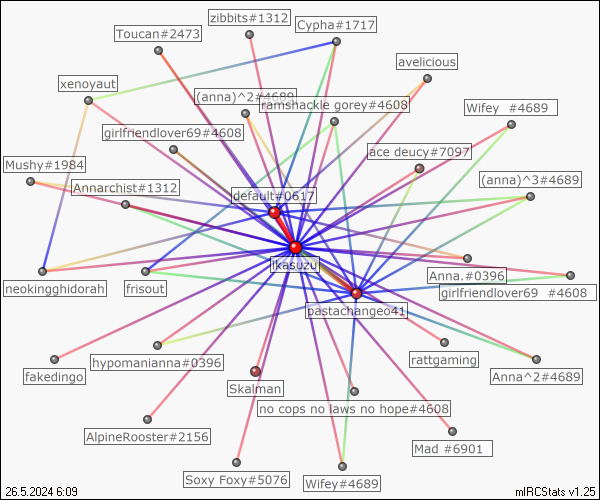 zibbits#1312
Cypha#1717
Toucan#2473
avelicious
xenoyaut
(anna)^2#4689
ramshackle gorey#4608
Wifey  #4689
girlfriendlover69#4608
ace deucy#7097
Mushy#1984
Annarchist#1312
(anna)^3#4689
default#0617
ikasuzu
Anna.#0396
neokingghidorah
frisout
girlfriendlover69  #4608
pastachangeo41
fakedingo
hypomanianna#0396
rattgaming
Anna^2#4689
Skalman
no cops no laws no hope#4608
AlpineRooster#2156
Mad  #6901
Soxy Foxy#5076
Wifey#4689
26.5.2024 6:09
mIRCStats v1.25